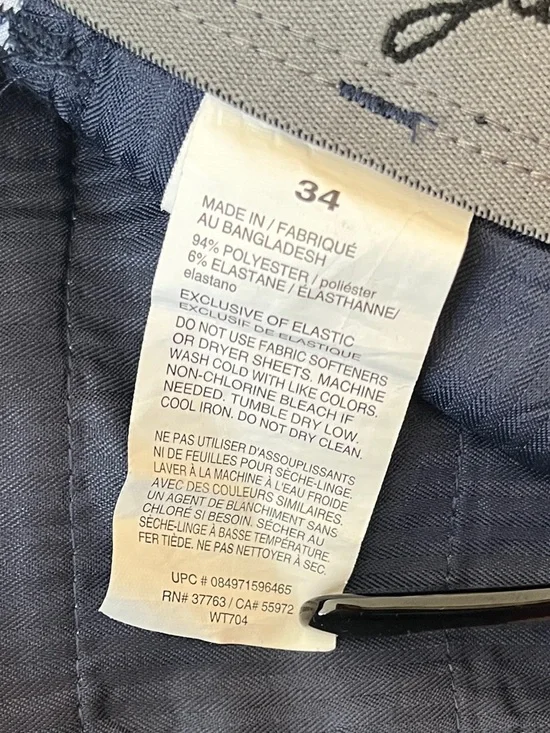 34
MADE IN / FABRIQUÉ
AU BANGLADESH
94% POLYESTER / poliéster
6% ELASTANE / ÉLASTHANNE/
elastano
EXCLUSIVE OF ELASTIC
EXCLUSIF DE ELASTIQUE
DO NOT USE FABRIC SOFTENERS
OR DRYER SHEETS. MACHINE
WASH COLD WITH LIKE COLORS.
NON-CHLORINE BLEACH IF
NEEDED. TUMBLE DRY LOW.
COOL IRON. DO NOT DRY CLEAN.
NE PAS UTILISER D'ASSOUPLISSANTS
NI DE FEUILLES POUR SÈCHE-LINGE.
LAVER À LA MACHINE À L'EAU FROIDE
AVEC DES COULEURS SIMILAIRES.
UN AGENT DE BLANCHIMENT SANS
CHLORE SI BESOIN. SÉCHER AU
SÈCHE-LINGE À BASSE TEMPÉRATURE.
FER TIÈDE. NE PAS NETTOYER À SEC.
UPC # 084971596465
RN# 37763 / CA# 55972
WT704